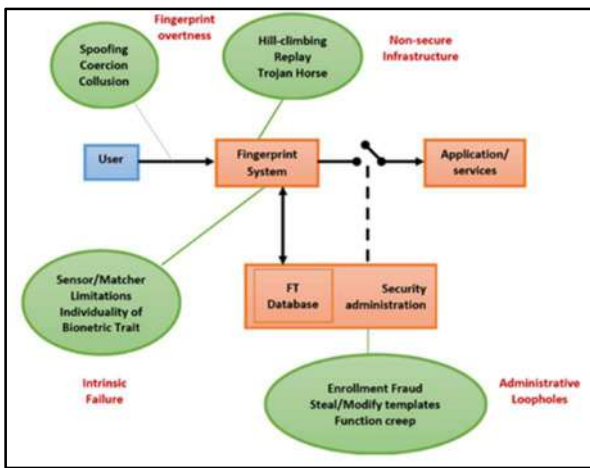 Fingerprint
overtness
Spoofing
Coercion
Collusion
Hill-climbing
Replay
Trojan Horse
Non-secure
Infrastructure
User
Fingerprint
System
Application/
services
Sensor/Matcher
Limitations
Individuality of
Bionetric Trait
FT
Database
Security
administration
Intrinsic
Failure
Enrollment Fraud
Steal/Modify templates
Function creep
Administrative
Loopholes